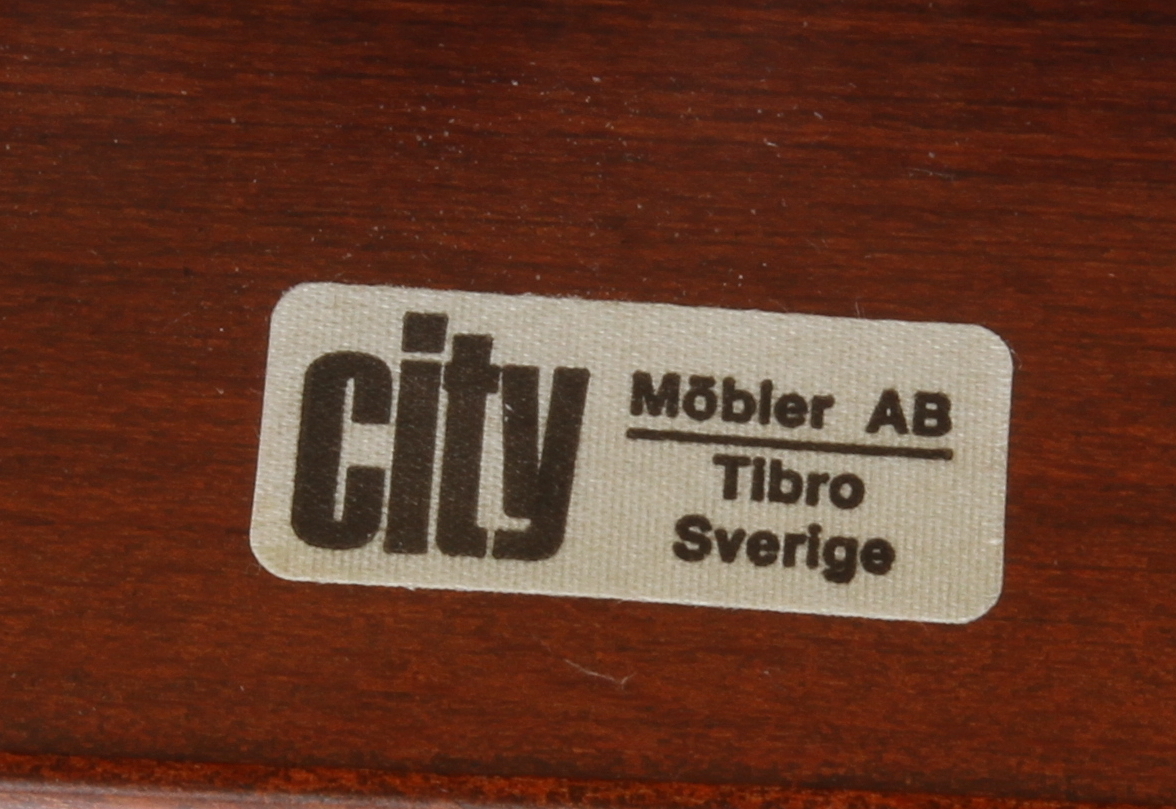 city
Möbler AB
Tibro
Sverige